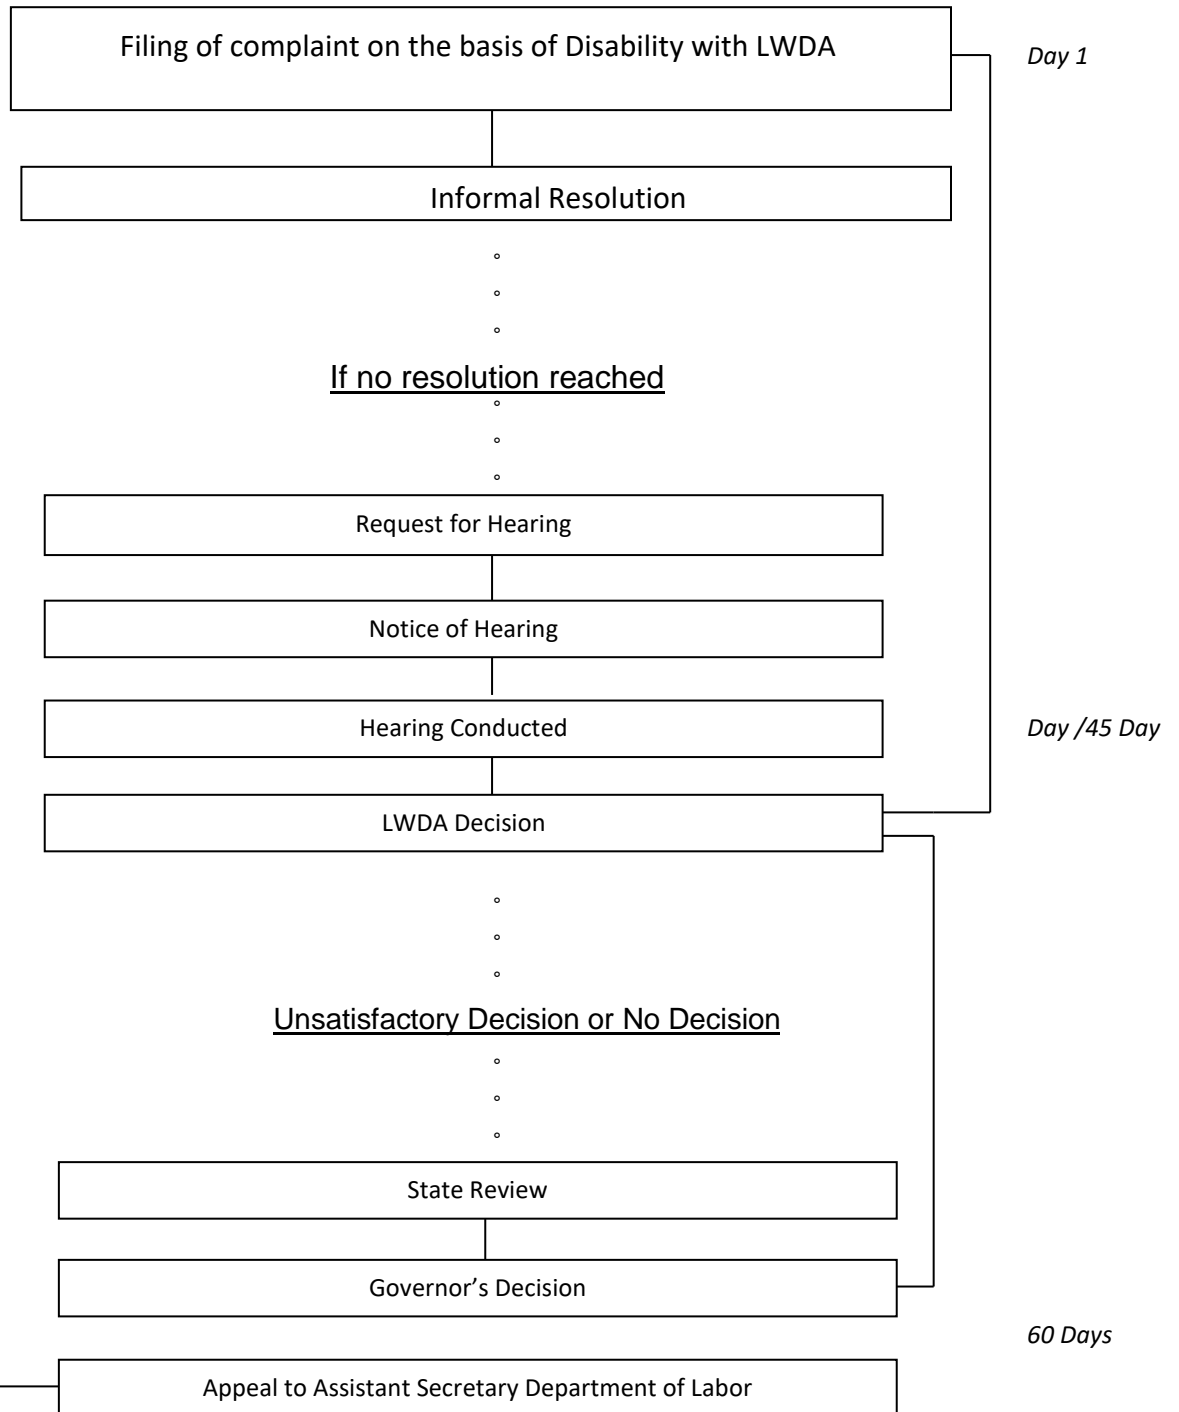 Filing of complaint on the basis of Disability with LWDA
Day 1
Informal Resolution
If no resolution reached
Request for Hearing
Notice of Hearing
Hearing Conducted
Day /45 Day
LWDA Decision
Unsatisfactory Decision or No Decision
State Review
Governor’s Decision
60 Days
Appeal to Assistant Secretary Department of Labor